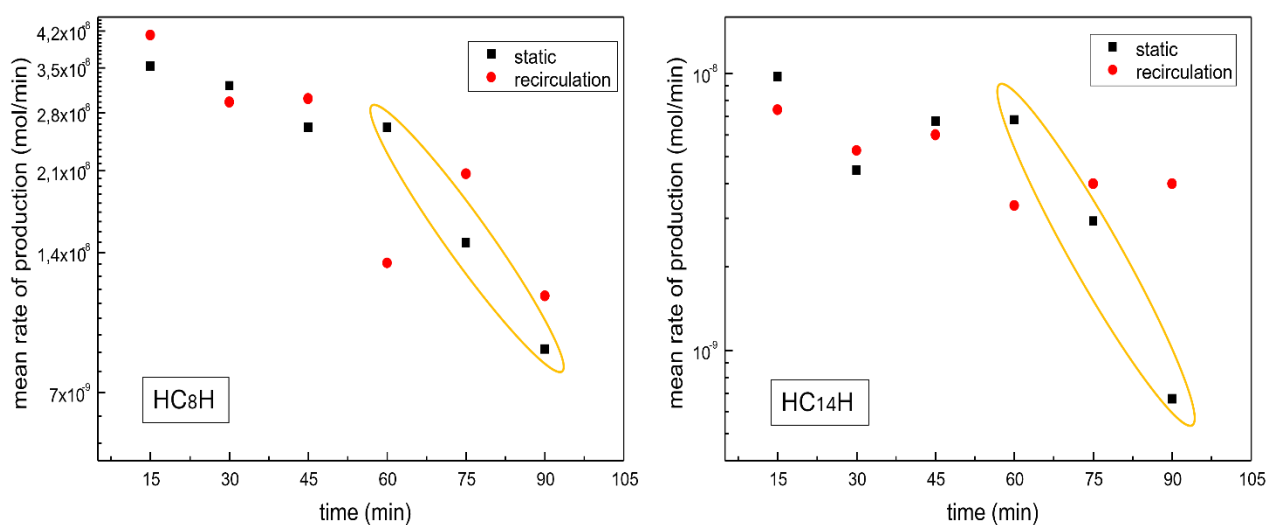 mean rate of production (mol/min)
4,2x10⁻⁸
3,5x10⁻⁸
2,8x10⁻⁸
2,1x10⁻⁸
1,4x10⁻⁸
7x10⁻⁹
static
recirculation
HC₈H
15 30 45 60 75 90 105
time (min)
mean rate of production (mol/min)
10⁻⁸
10⁻⁹
static
recirculation
HC₁₄H
15 30 45 60 75 90 105
time (min)